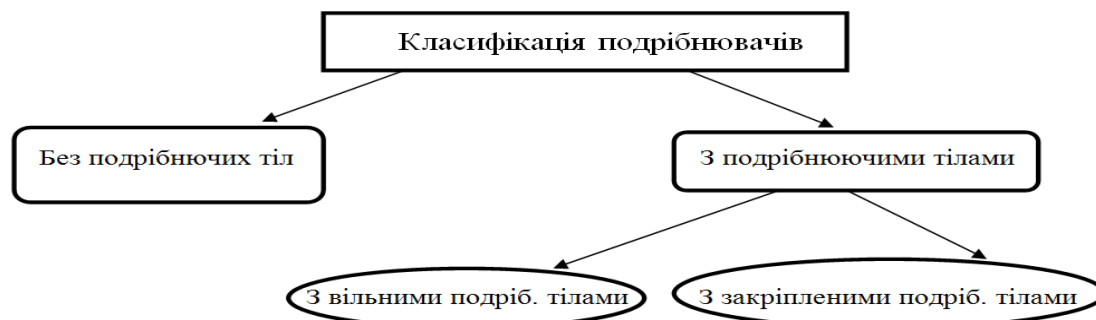 Класифікація подрібнювачів
Без подрібнючих тіл
З подрібнюючими тілами
З вільними подріб. тілами
З закріпленими подріб. тілами